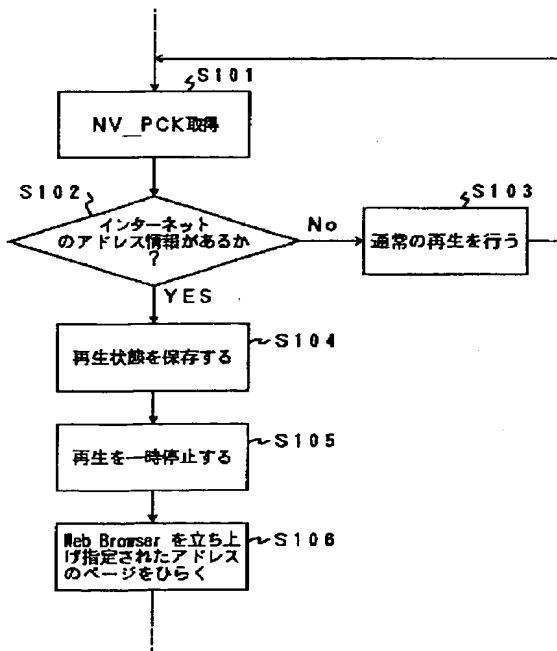 S101
NV_PCK取得
S102
インターネット
のアドレス情報があるか
?
No
S103
通常の再生を行う
YES
再生状態を保存する
S104
再生を一時停止する
S105
Web Browser を立ち上
げ指定されたアドレス
のページをひらく
S106